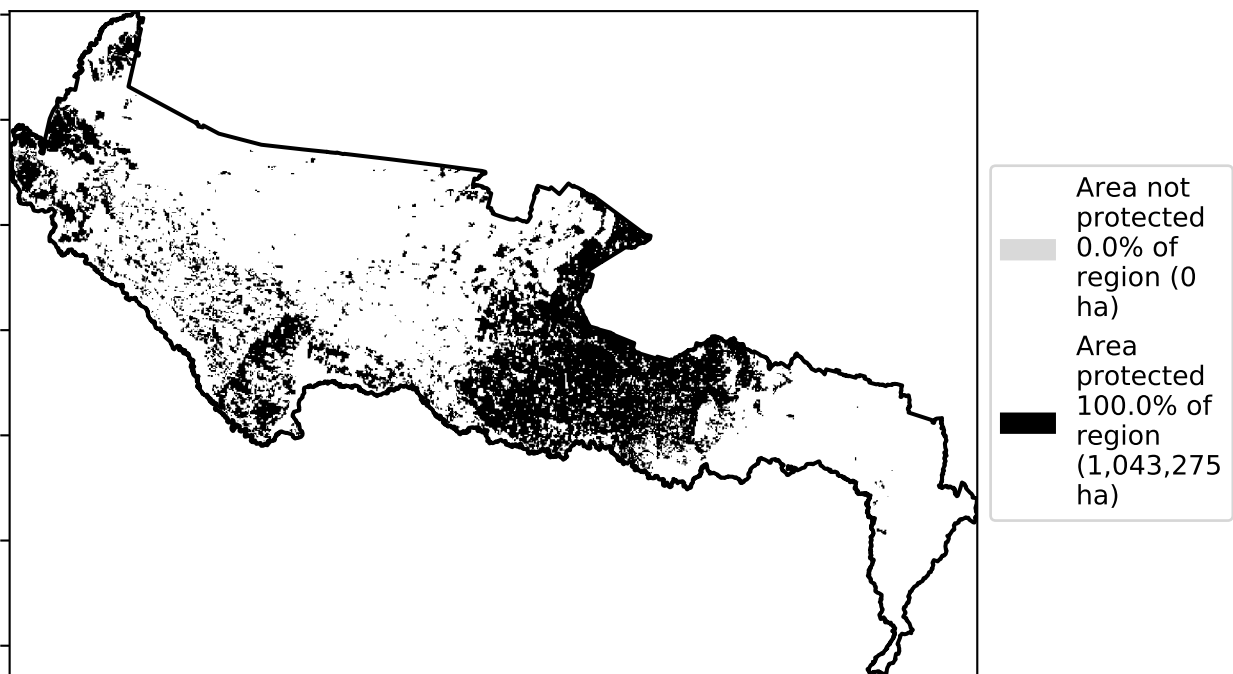 Area not
protected
0.0% of
region (0
ha)
Area
protected
100.0% of
region
(1,043,275
ha)